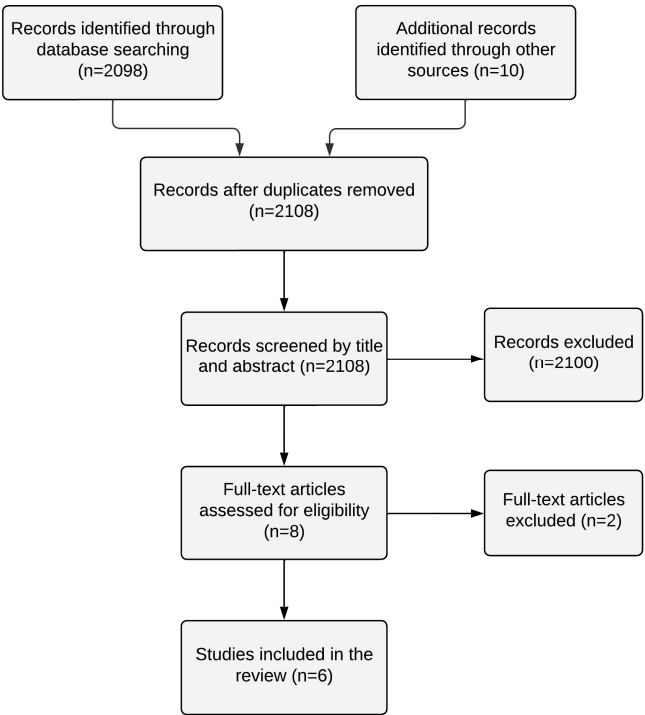 Records identified through
database searching
(n=2098)
Additional records
identified through other
sources (n=10)
Records after duplicates removed
(n=2108)
Records screened by title
and abstract (n=2108)
Records excluded
(n=2100)
Full-text articles
assessed for eligibility
(n=8)
Full-text articles
excluded (n=2)
Studies included in the
review (n=6)